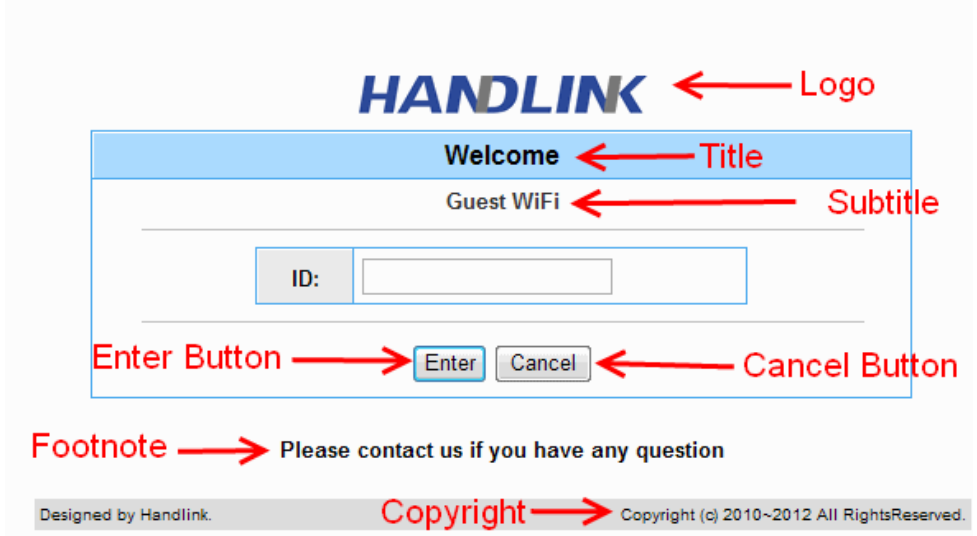 HANDLINK Logo
Welcome Title
Guest WiFi Subtitle
ID:
Enter Button Enter Cancel Cancel Button
Footnote Please contact us if you have any question
Designed by Handlink. Copyright Copyright (c) 2010~2012 All RightsReserved.